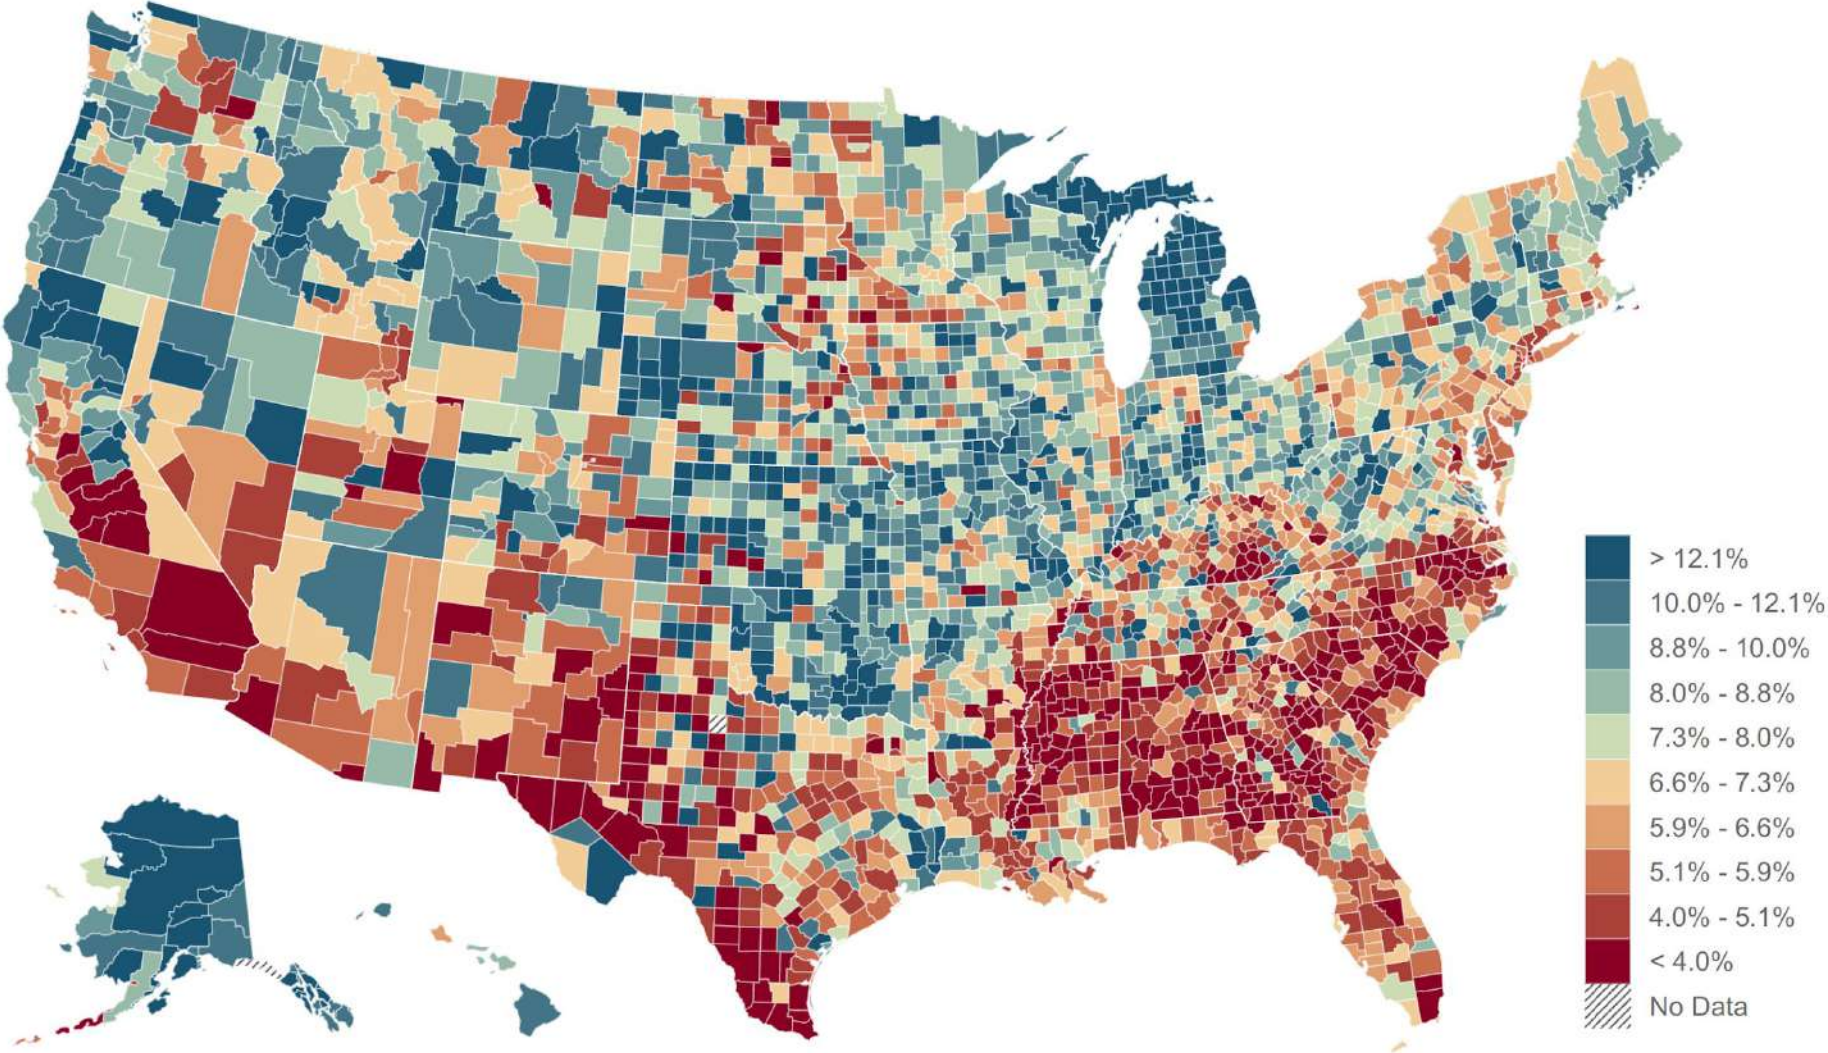 > 12.1%
10.0% - 12.1%
8.8% - 10.0%
8.0% - 8.8%
7.3% - 8.0%
6.6% - 7.3%
5.9% - 6.6%
5.1% - 5.9%
4.0% - 5.1%
< 4.0%
No Data